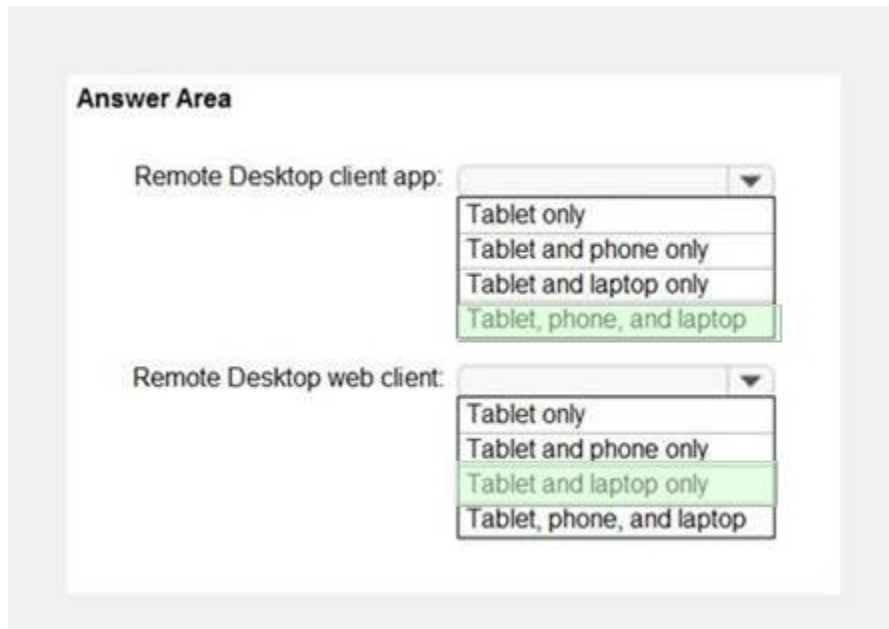 Answer Area
Remote Desktop client app:
Tablet only
Tablet and phone only
Tablet and laptop only
Tablet, phone, and laptop
Remote Desktop web client:
Tablet only
Tablet and phone only
Tablet and laptop only
Tablet, phone, and laptop